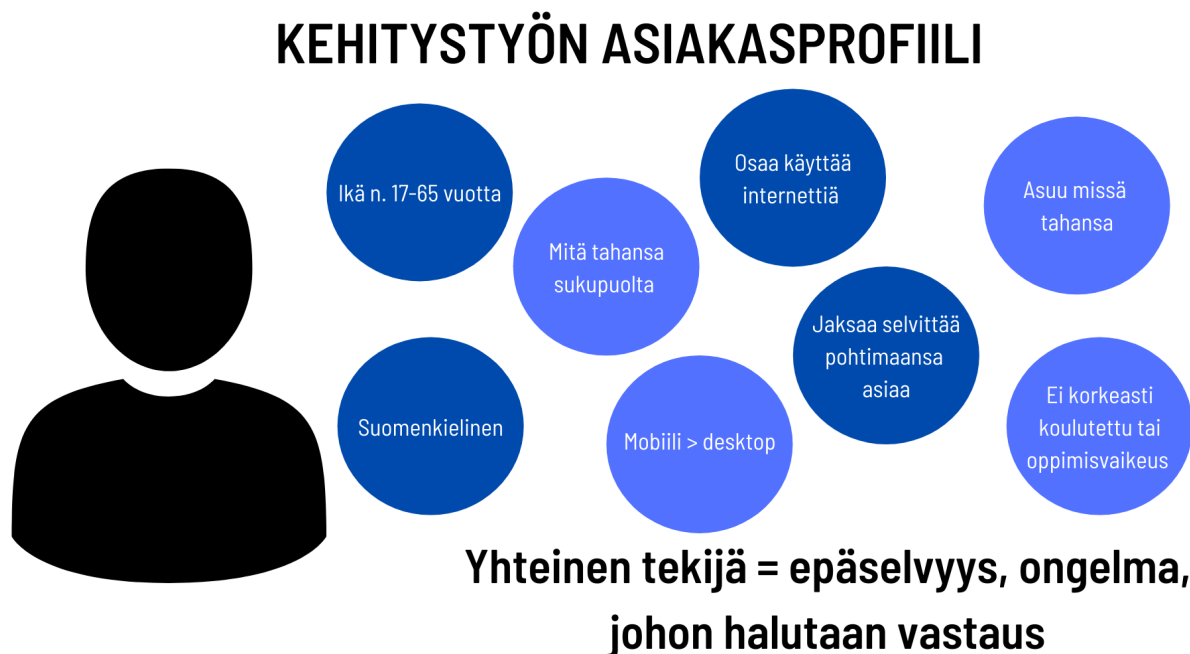 KEHITYSTYÖN ASIAKASPROFIILI
Ikä n. 17-65 vuotta
Mitä tahansa
sukupuolta
Osaa käyttää
internettiä
Asuu missä
tahansa
Suomenkielinen
Mobiili > desktop
Jaksaa selvittää
pohtimaansa
asiaa
Ei korkeasti
koulutettu tai
oppimisvaikeus
Yhteinen tekijä = epäselvyys, ongelma,
johon halutaan vastaus